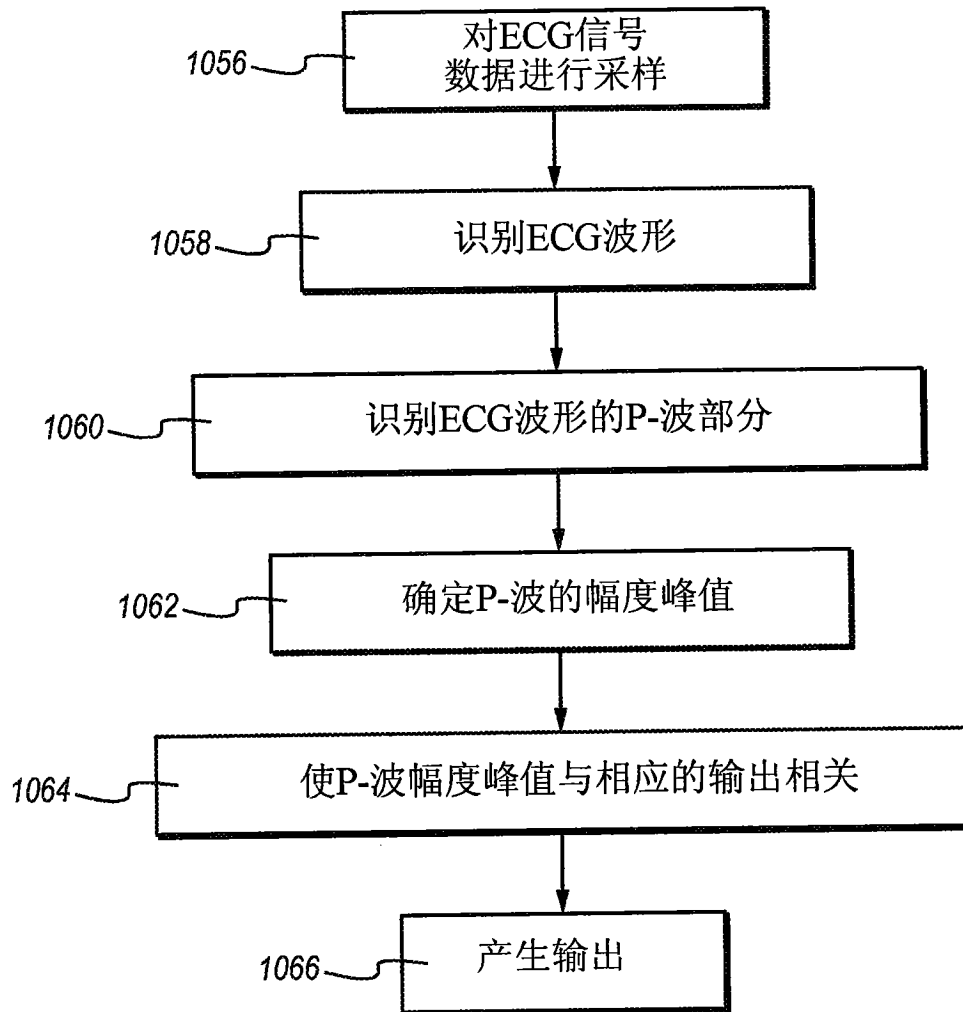 1056
对ECG信号
数据进行采样
1058
识别ECG波形
1060
识别ECG波形的P-波部分
1062
确定P-波的幅度峰值
1064
使P-波幅度峰值与相应的输出相关
1066
产生输出